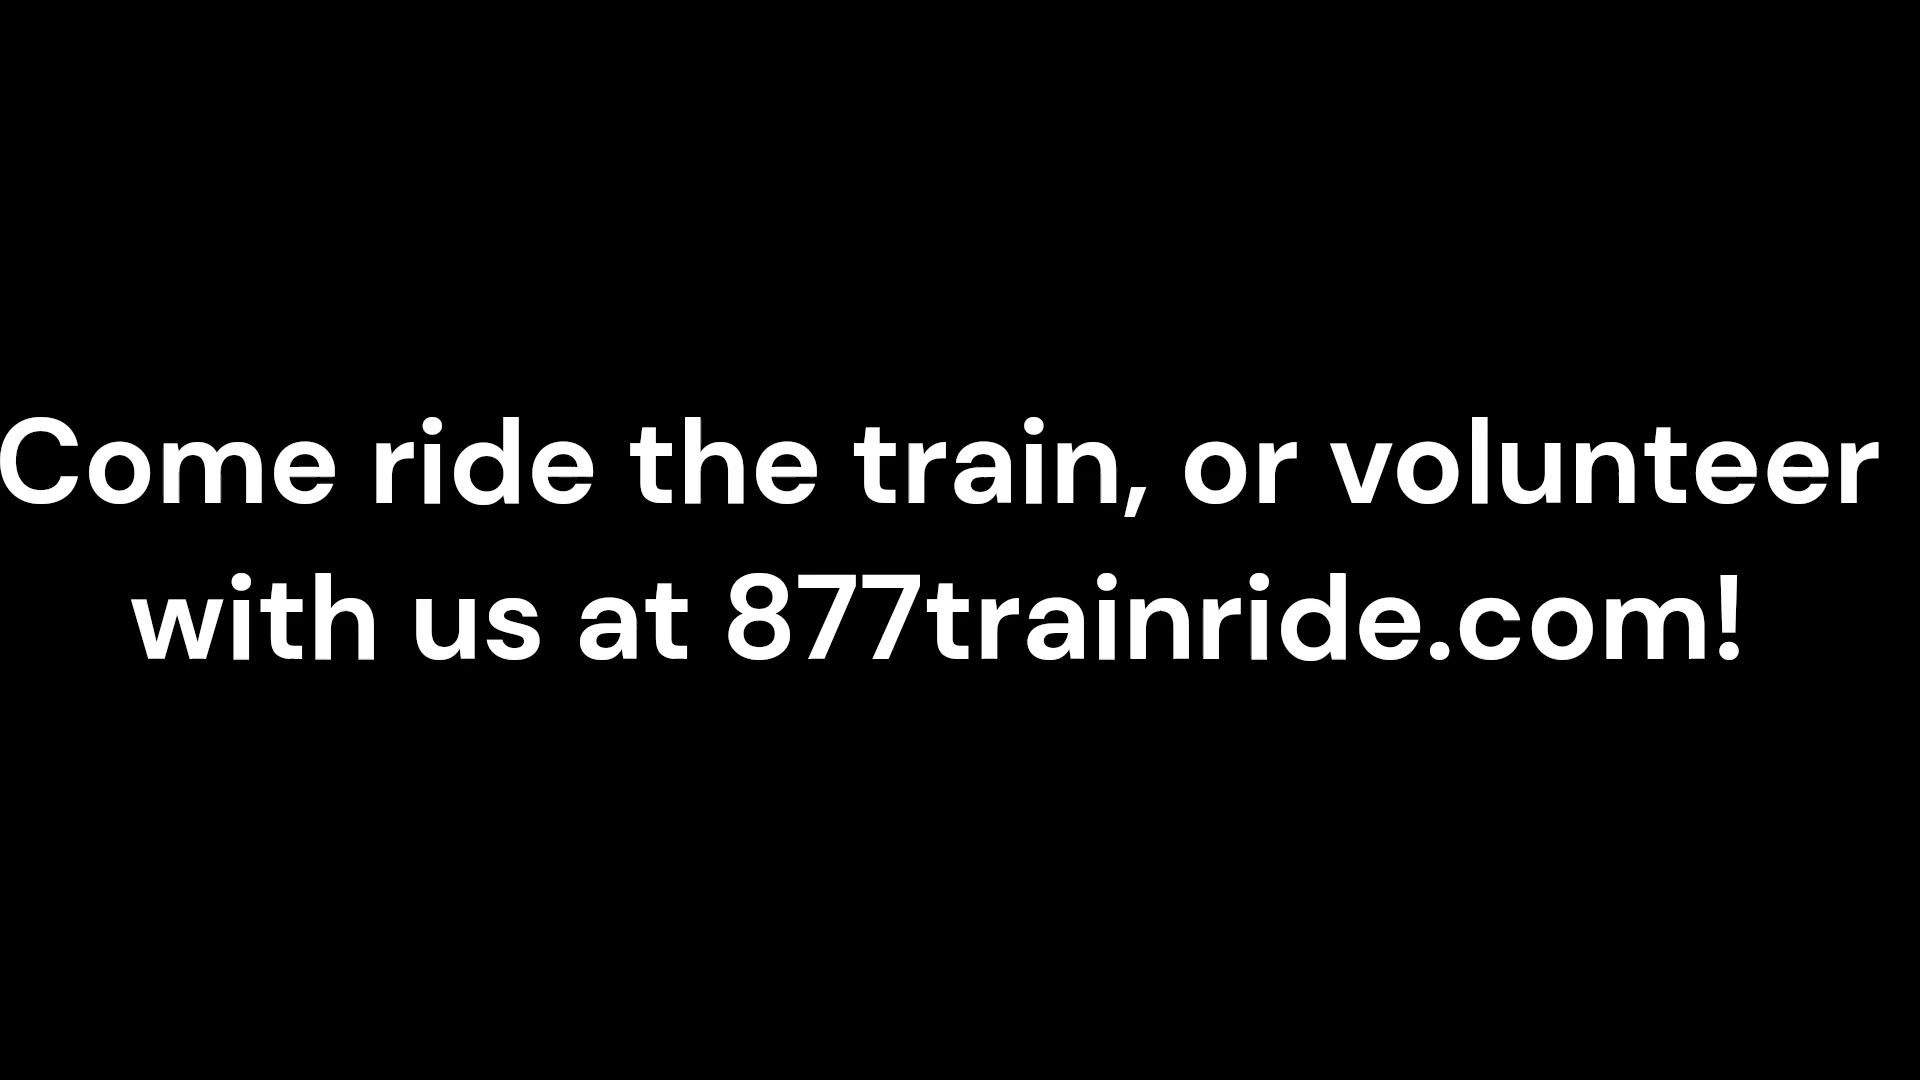 Come ride the train, or volunteer
with us at 877trainride.com!